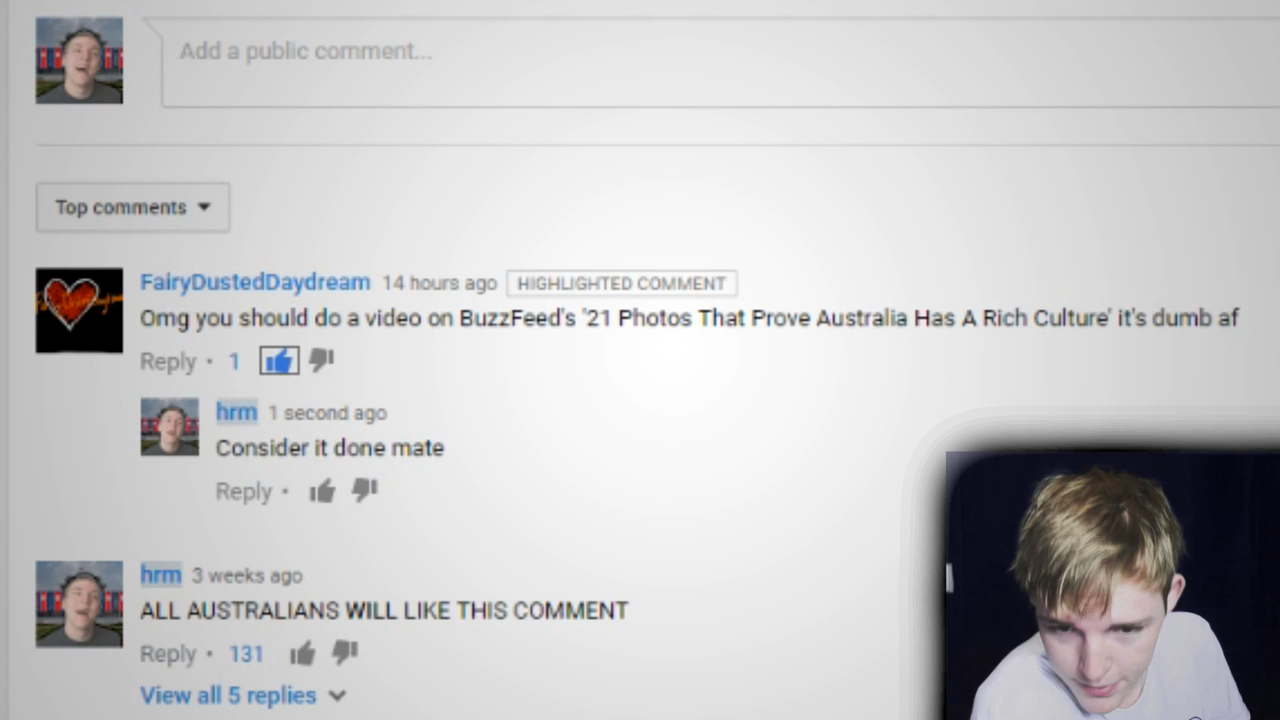 Add a public comment...
Top comments
FairyDustedDaydream 14 hours ago HIGHLIGHTED COMMENT
Omg you should do a video on BuzzFeed's '21 Photos That Prove Australia Has A Rich Culture' it's dumb af
Reply • 1
hrm 1 second ago
Consider it done mate
Reply •
hrm 3 weeks ago
ALL AUSTRALIANS WILL LIKE THIS COMMENT
Reply • 131
View all 5 replies